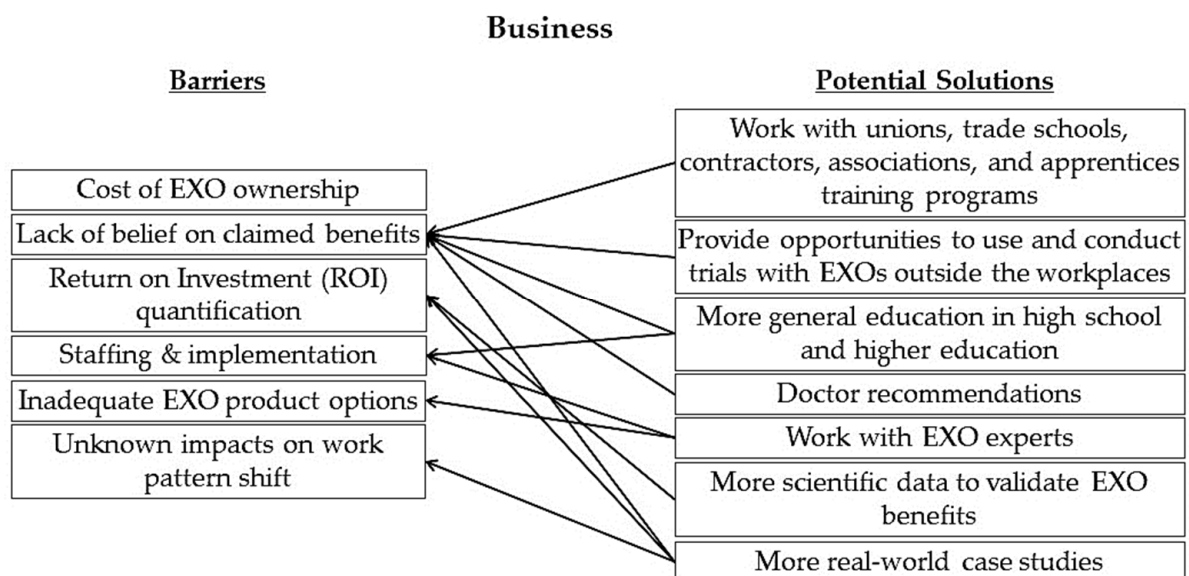 Business
Barriers
Cost of EXO ownership
Lack of belief on claimed benefits
Return on Investment (ROI)
quantification
Staffing & implementation
Inadequate EXO product options
Unknown impacts on work
pattern shift
Potential Solutions
Work with unions, trade schools,
contractors, associations, and apprentices
training programs
Provide opportunities to use and conduct
trials with EXOs outside the workplaces
More general education in high school
and higher education
Doctor recommendations
Work with EXO experts
More scientific data to validate EXO
benefits
More real-world case studies